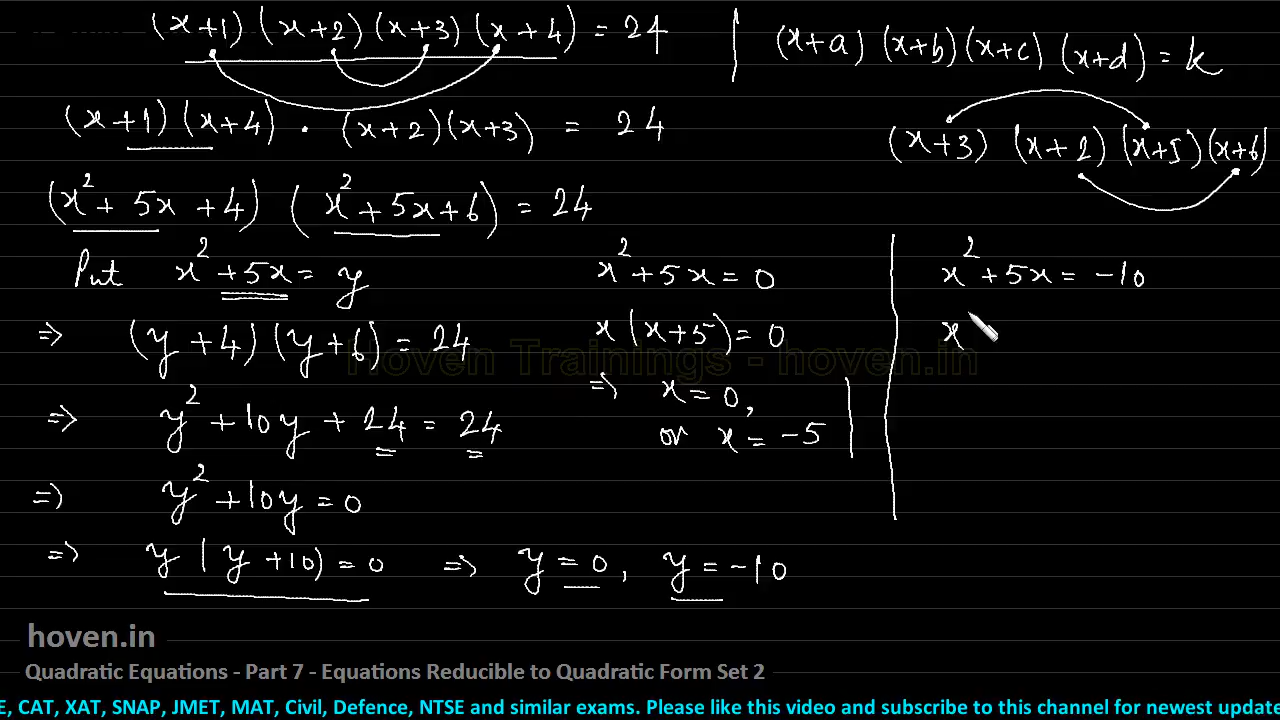 (x+1) (x+2) (x+3) (x+4) = 24
(x+1) (x+4) · (x+2)(x+3) = 24
(x² + 5x + 4) (x² + 5x + 6) = 24
Put x² + 5x = y
⇒ (y + 4) (y + 6) = 24
⇒ y² + 10y + 24 = 24
⇒ y² + 10y = 0
⇒ y (y + 10) = 0 ⇒ y = 0, y = -10
(x+a) (x+b) (x+c) (x+d) = k
(x+3) (x+2) (x+5) (x+6)
x² + 5x = 0
x (x+5) = 0
⇒ x = 0,
or x = -5
x² + 5x = -10
x
Hoven Trainings - hoven.in
hoven.in
Quadratic Equations - Part 7 - Equations Reducible to Quadratic Form Set 2
E, CAT, XAT, SNAP, JMET, MAT, Civil, Defence, NTSE and similar exams. Please like this video and subscribe to this channel for newest update